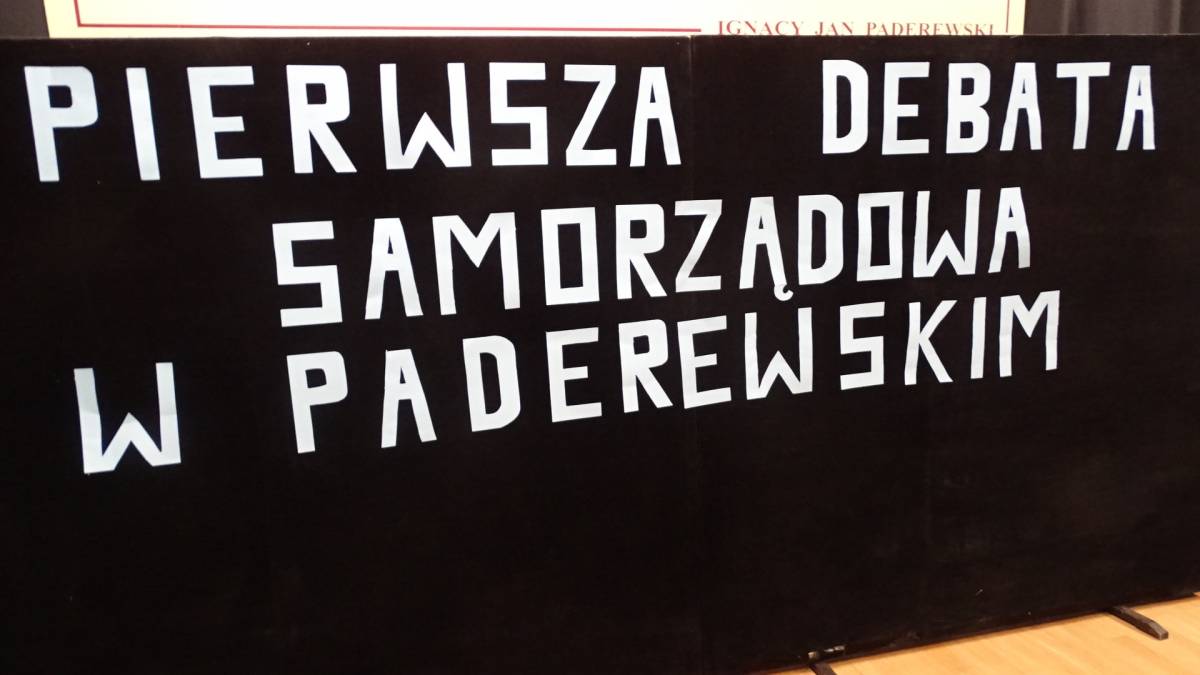 IGNACY JAN PADEREWSKI
PIERWSZA DEBATA
SAMORZĄDOWA
W PADEREWSKIM